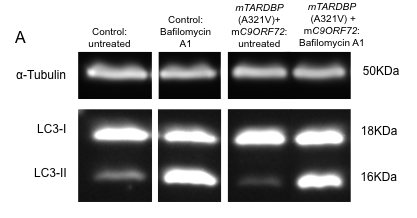 A
Control:
untreated
Control:
Bafilomycin
A1
mTARDBP
(A321V)+
mC9ORF72:
untreated
mTARDBP
(A321V) +
mC9ORF72:
Bafilomycin A1
α-Tubulin
50KDa
LC3-I
18KDa
LC3-II
16KDa